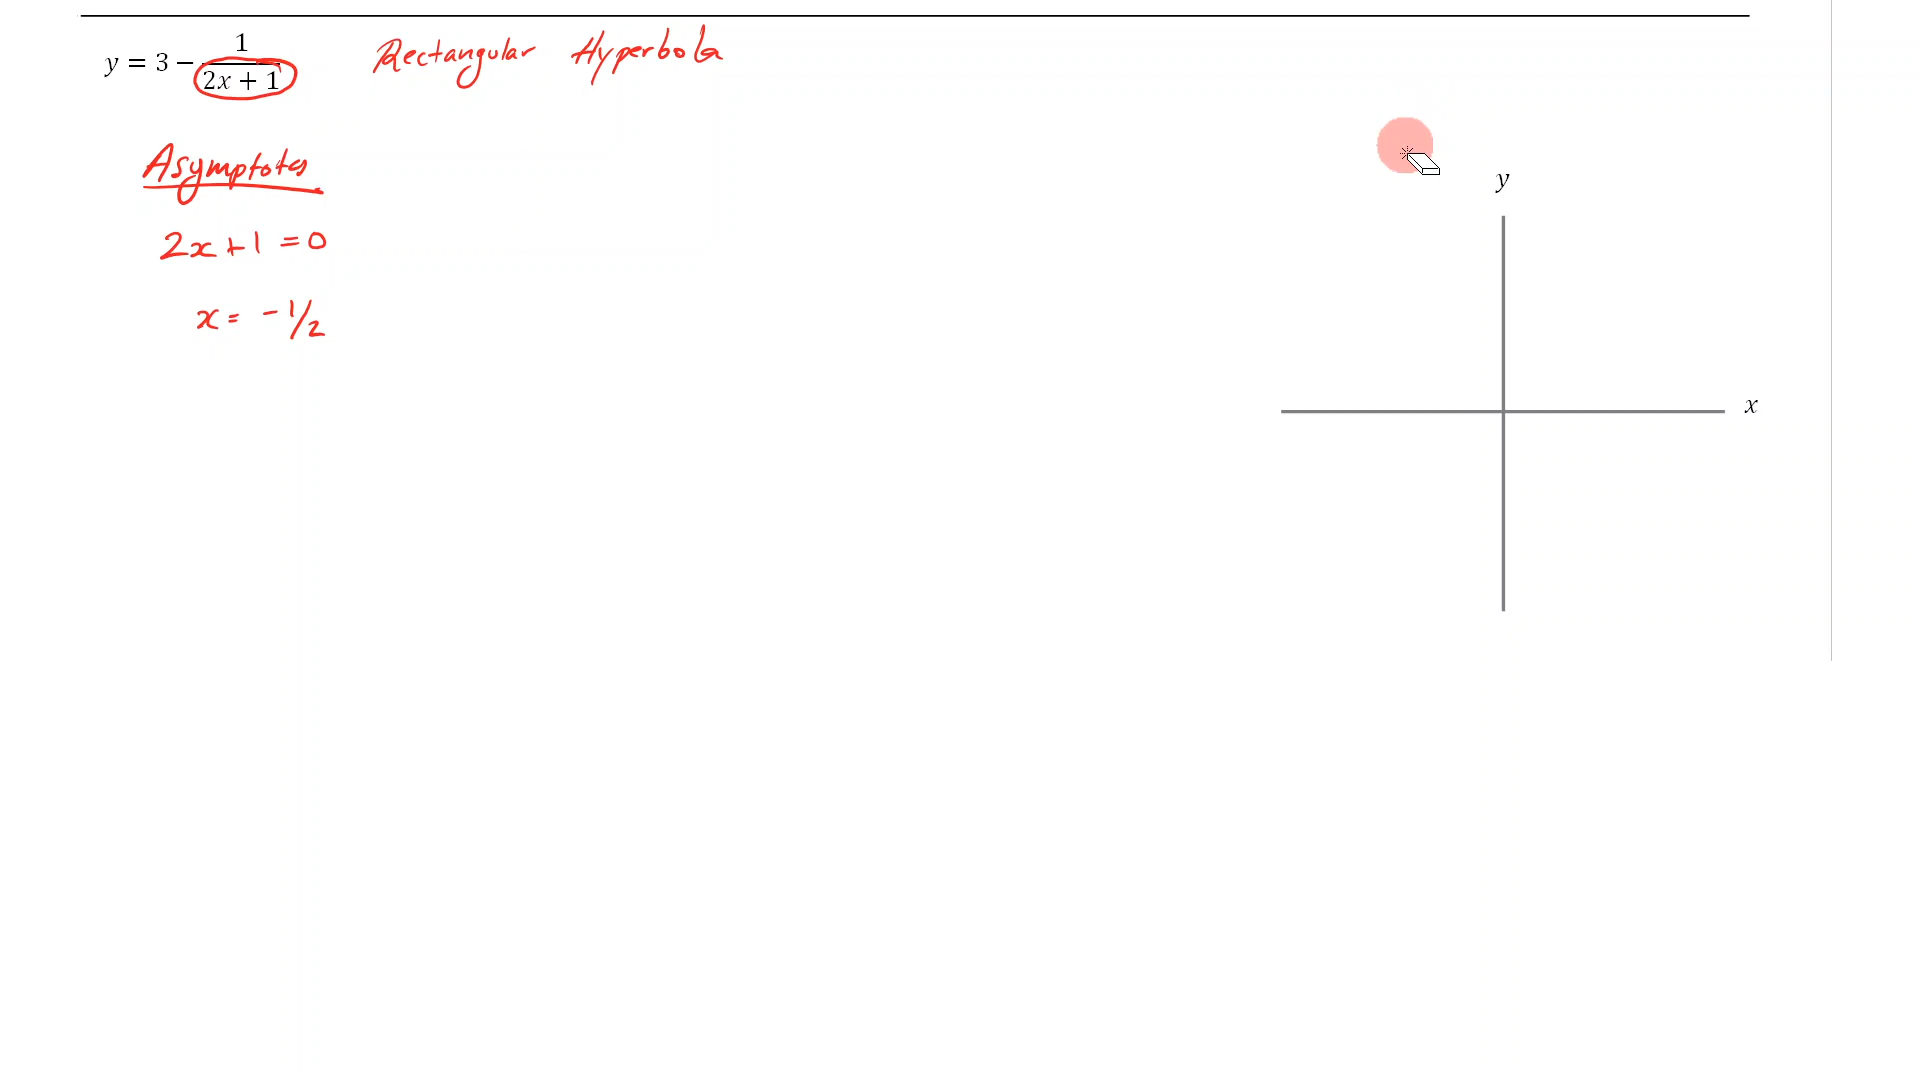 y = 3 − 1/(2x + 1) Rectangular Hyperbola
Asymptotes
2x + 1 = 0
x = - 1/2
y
x